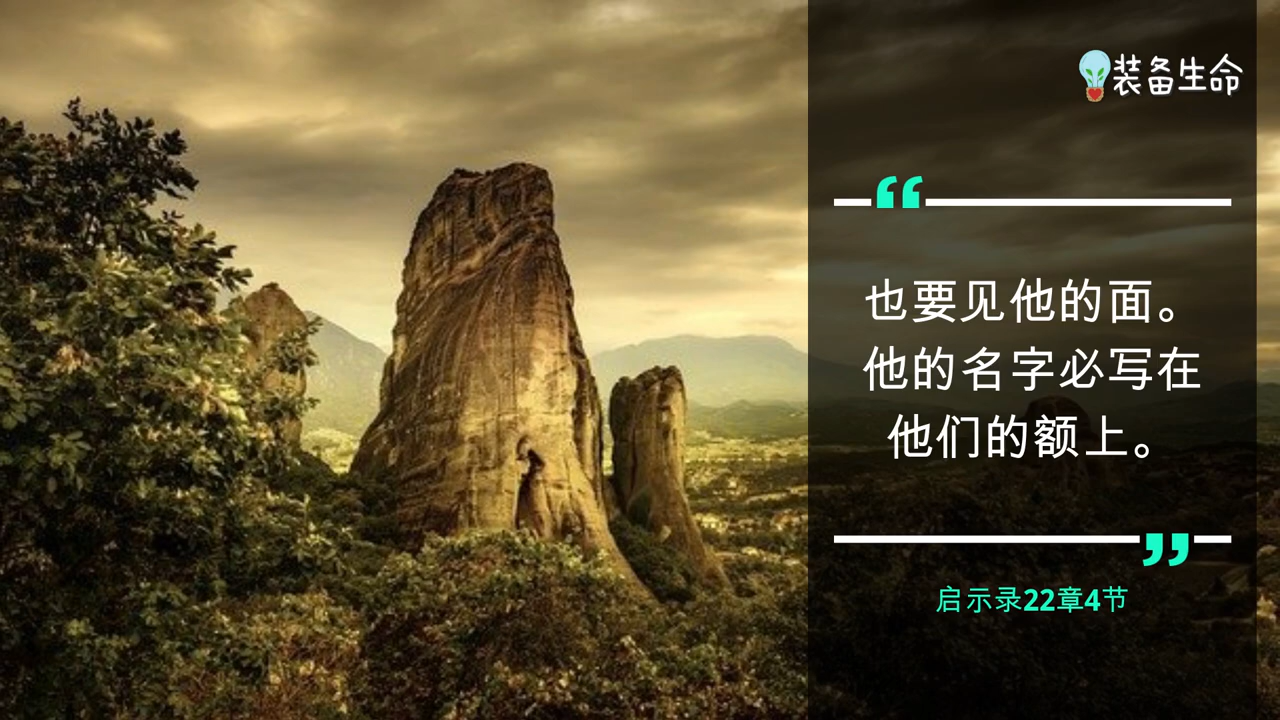 装备生命
“
也要见他的面。
他的名字必写在
他们的额上。
”
启示录22章4节